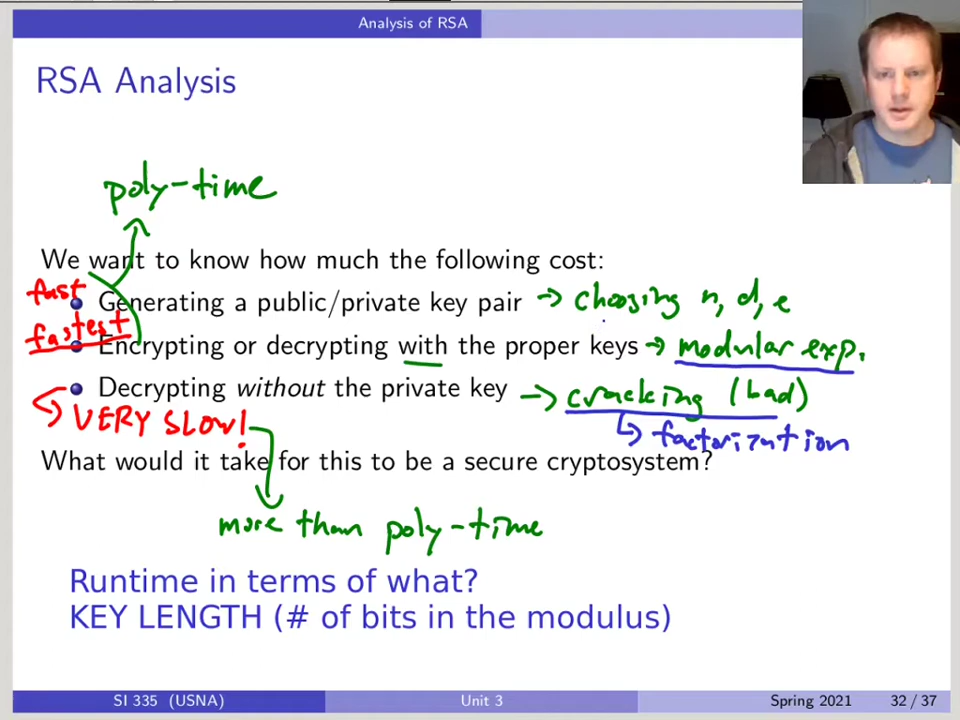 Analysis of RSA
RSA Analysis
poly-time
We want to know how much the following cost:
fast
Generating a public/private key pair → choosing n, d, e
fastest
Encrypting or decrypting with the proper keys → modular exp.
Decrypting without the private key → cracking (bad)
VERY SLOW!
↳ factorization
What would it take for this to be a secure cryptosystem?
more than poly-time
Runtime in terms of what?
KEY LENGTH (# of bits in the modulus)
SI 335 (USNA) Unit 3 Spring 2021 32 / 37